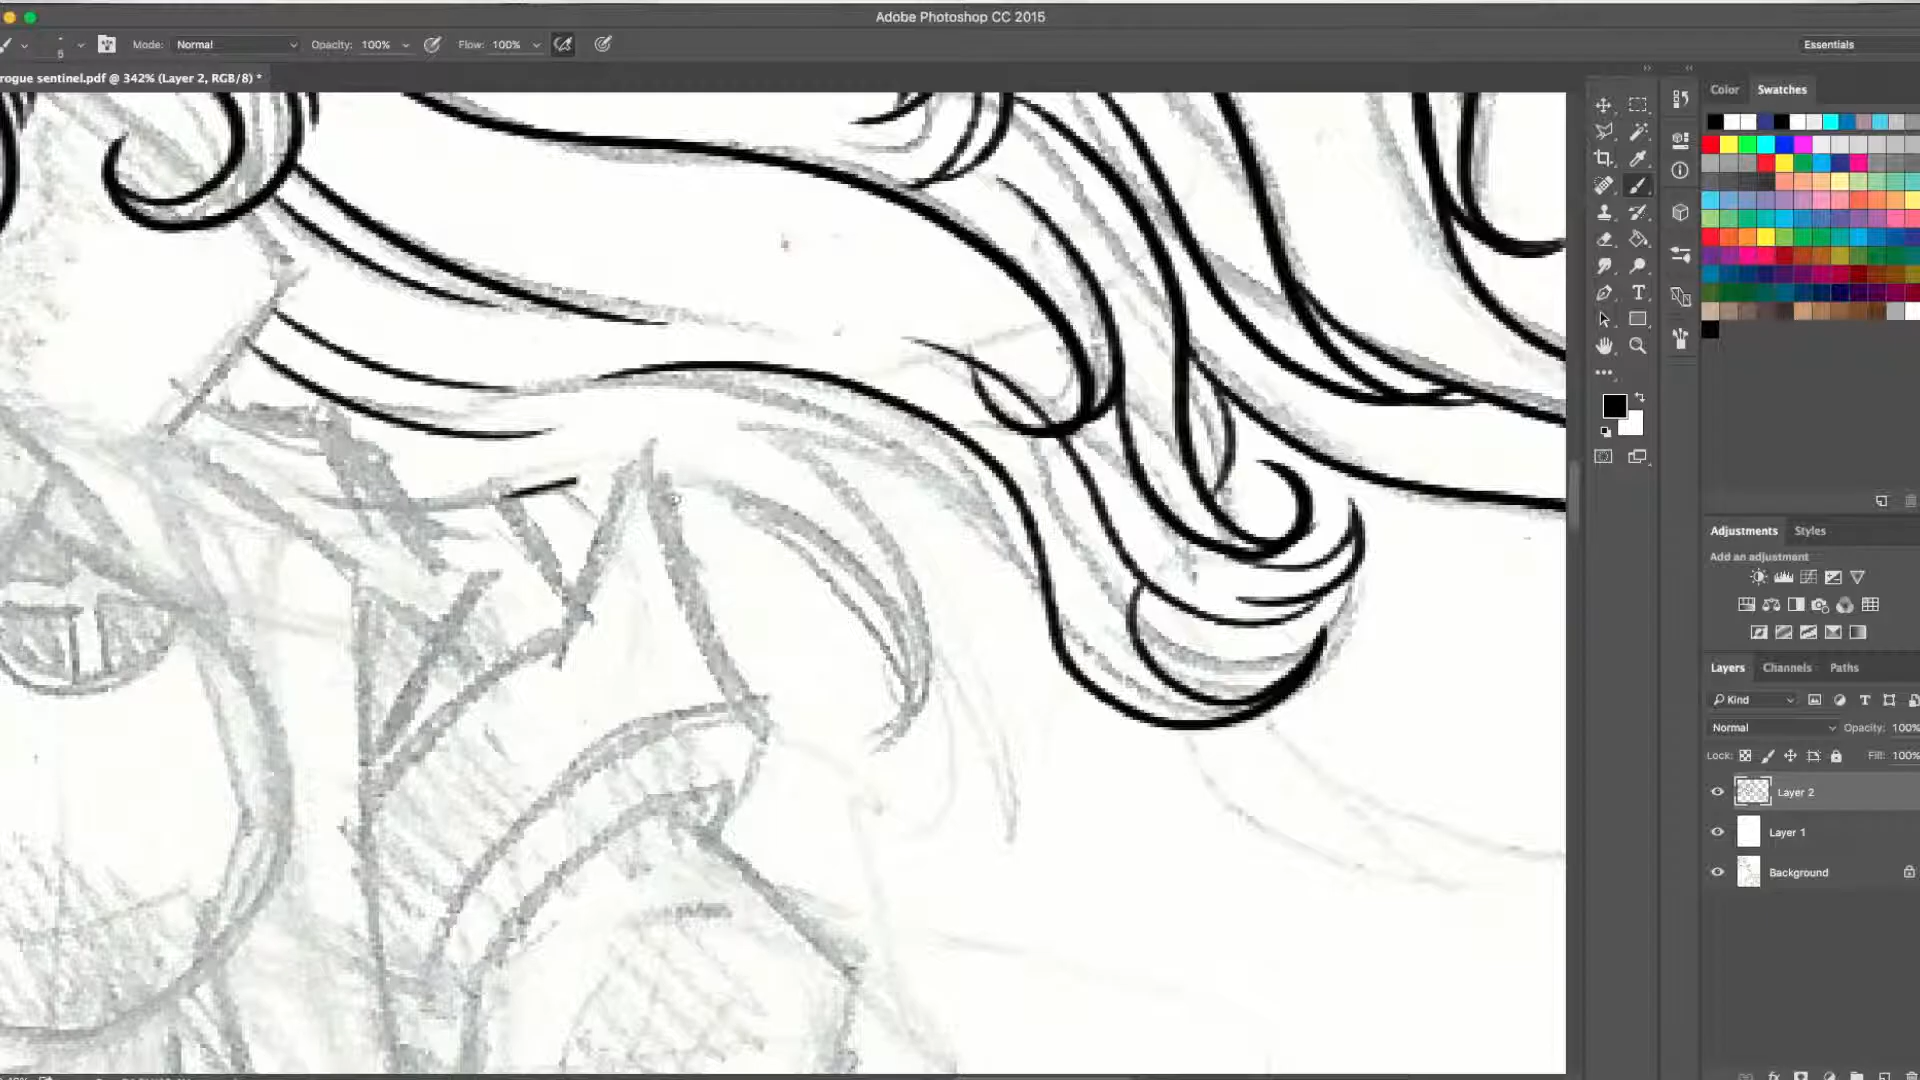 Adobe Photoshop CC 2015
6
Mode: Normal
Opacity: 100%
Flow: 100%
Essentials
rogue sentinel.pdf @ 342% (Layer 2, RGB/8) *
Color
Swatches
Adjustments
Styles
Add an adjustment
Layers
Channels
Paths
Kind
Normal
Opacity: 100%
Lock:
Fill: 100%
Layer 2
Layer 1
Background